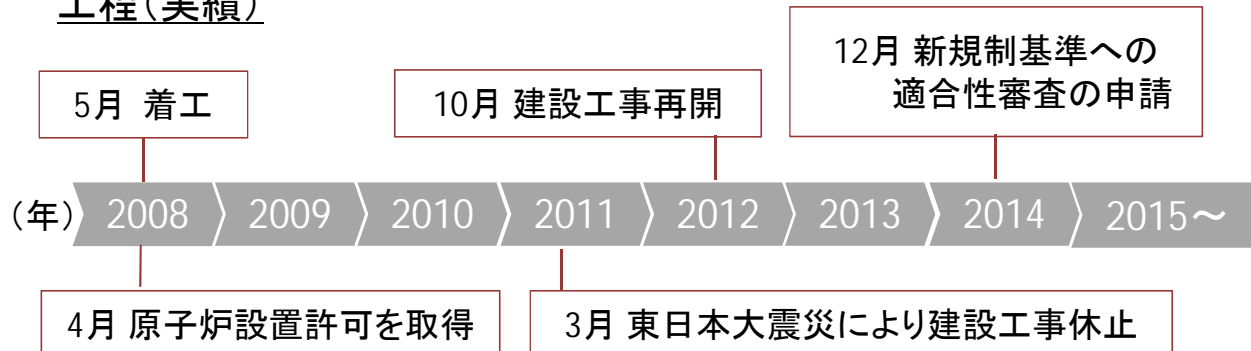 工程(実績)
12月 新規制基準への
適合性審査の申請
5月 着工
10月 建設工事再開
(年) 2008 2009 2010 2011 2012 2013 2014 2015~
4月 原子炉設置許可を取得
3月 東日本大震災により建設工事休止